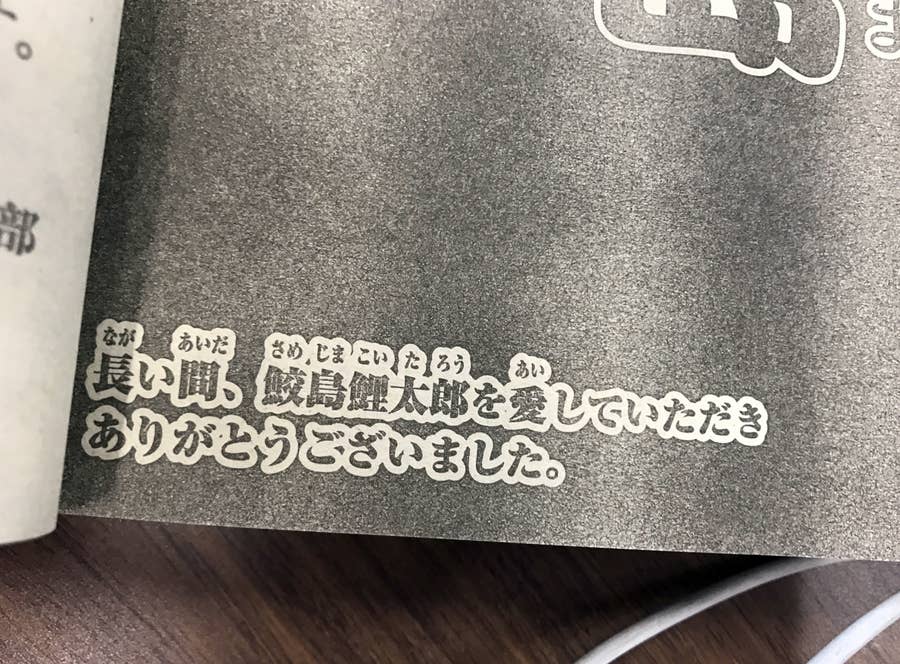 長い間、鮫島鯉太郎を愛していただき
ありがとうございました。
部